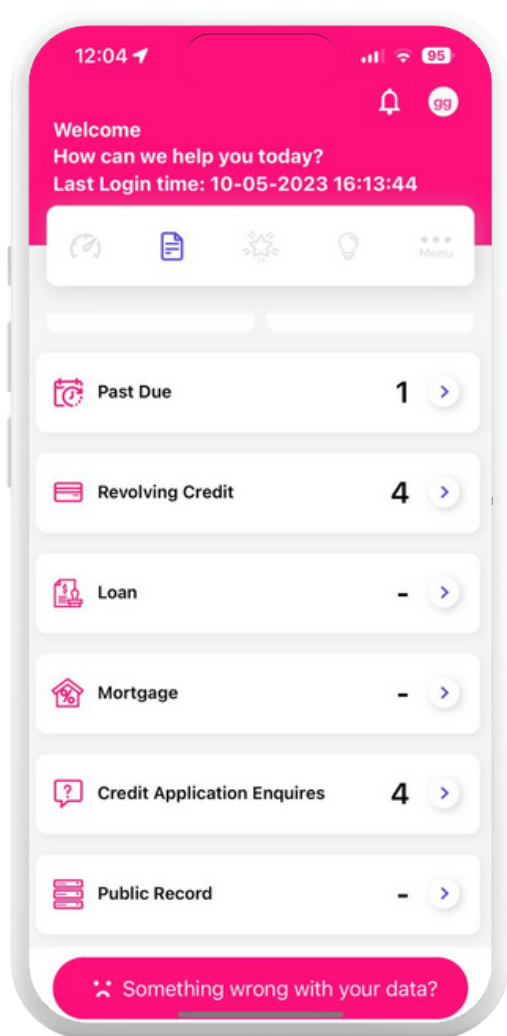 12:04
95
gg
Welcome
How can we help you today?
Last Login time: 10-05-2023 16:13:44
Menu
Past Due 1
Revolving Credit 4
Loan -
Mortgage -
Credit Application Enquires 4
Public Record -
Something wrong with your data?